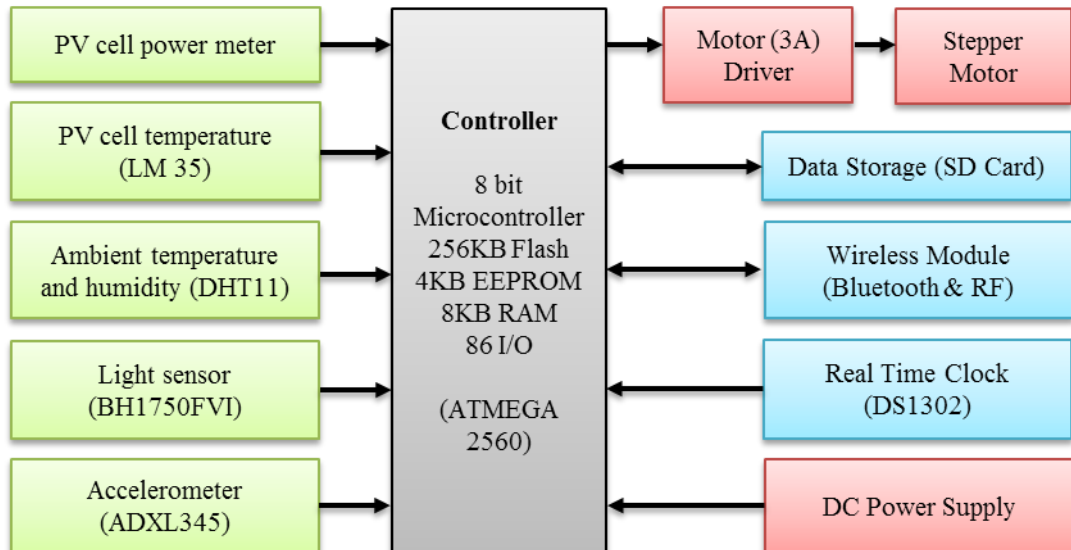 PV cell power meter
PV cell temperature
(LM 35)
Ambient temperature
and humidity (DHT11)
Light sensor
(BH1750FVI)
Accelerometer
(ADXL345)
Controller
8 bit
Microcontroller
256KB Flash
4KB EEPROM
8KB RAM
86 I/O
(ATMEGA
2560)
Motor (3A)
Driver
Stepper
Motor
Data Storage (SD Card)
Wireless Module
(Bluetooth & RF)
Real Time Clock
(DS1302)
DC Power Supply